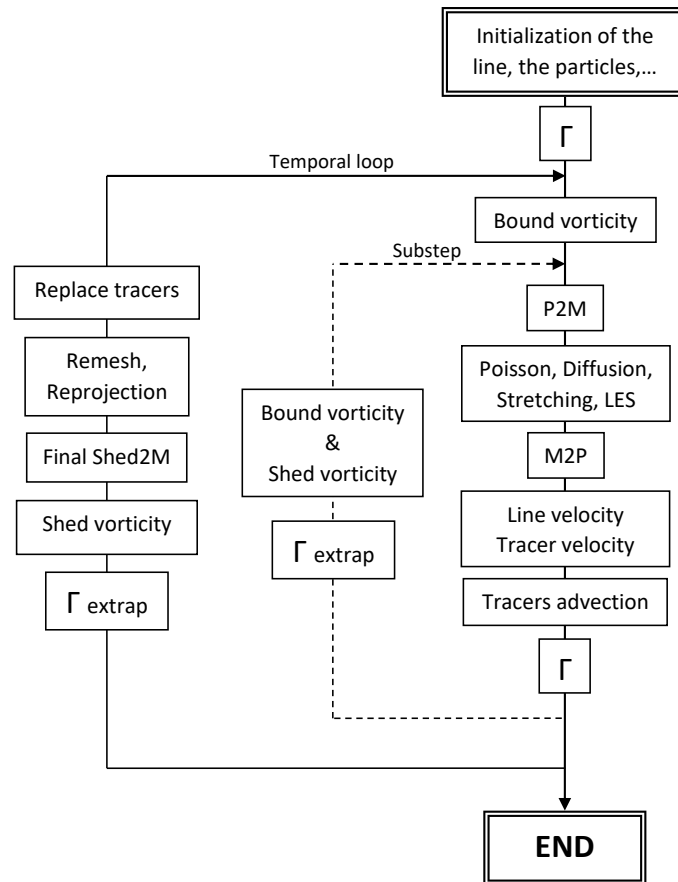 Initialization of the
line, the particles,...
Γ
Temporal loop
Bound vorticity
Substep
Replace tracers
P2M
Remesh,
Reprojection
Poisson, Diffusion,
Stretching, LES
Bound vorticity
&
Shed vorticity
Final Shed2M
M2P
Shed vorticity
Line velocity
Tracer velocity
Γ extrap
Γ extrap
Tracers advection
Γ
END